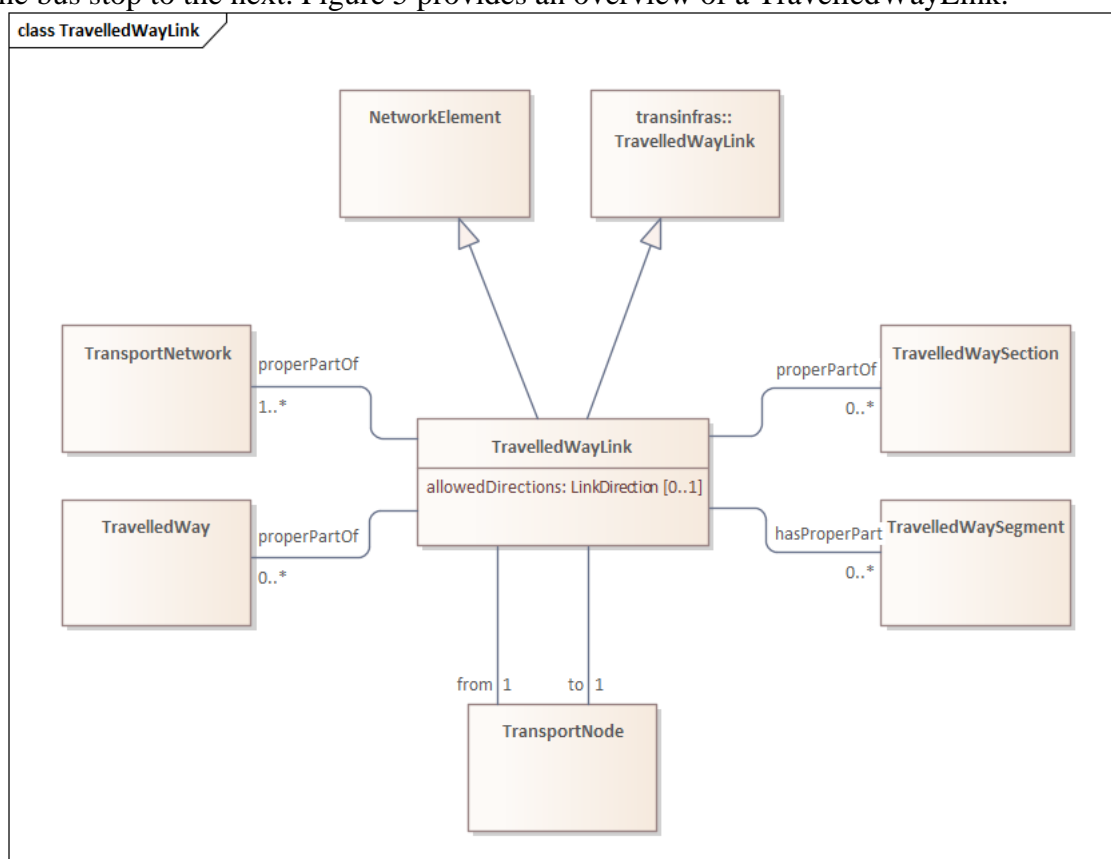 ne bus stop to the next. Figure 3 provides an overview of a TravelledWayLink.
class TravelledWayLink
NetworkElement
transinfras::
TravelledWayLink
TransportNetwork
properPartOf
1..*
TravelledWaySection
properPartOf
0..*
TravelledWayLink
allowedDirections: LinkDirection [0..1]
TravelledWay
properPartOf
0..*
hasProperPart
TravelledWaySegment
0..*
from 1
to 1
TransportNode